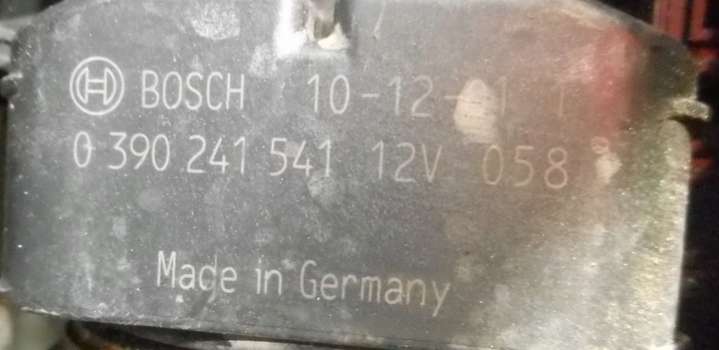 BOSCH 10-12-
0 390 241 541 12V 058
Made in Germany